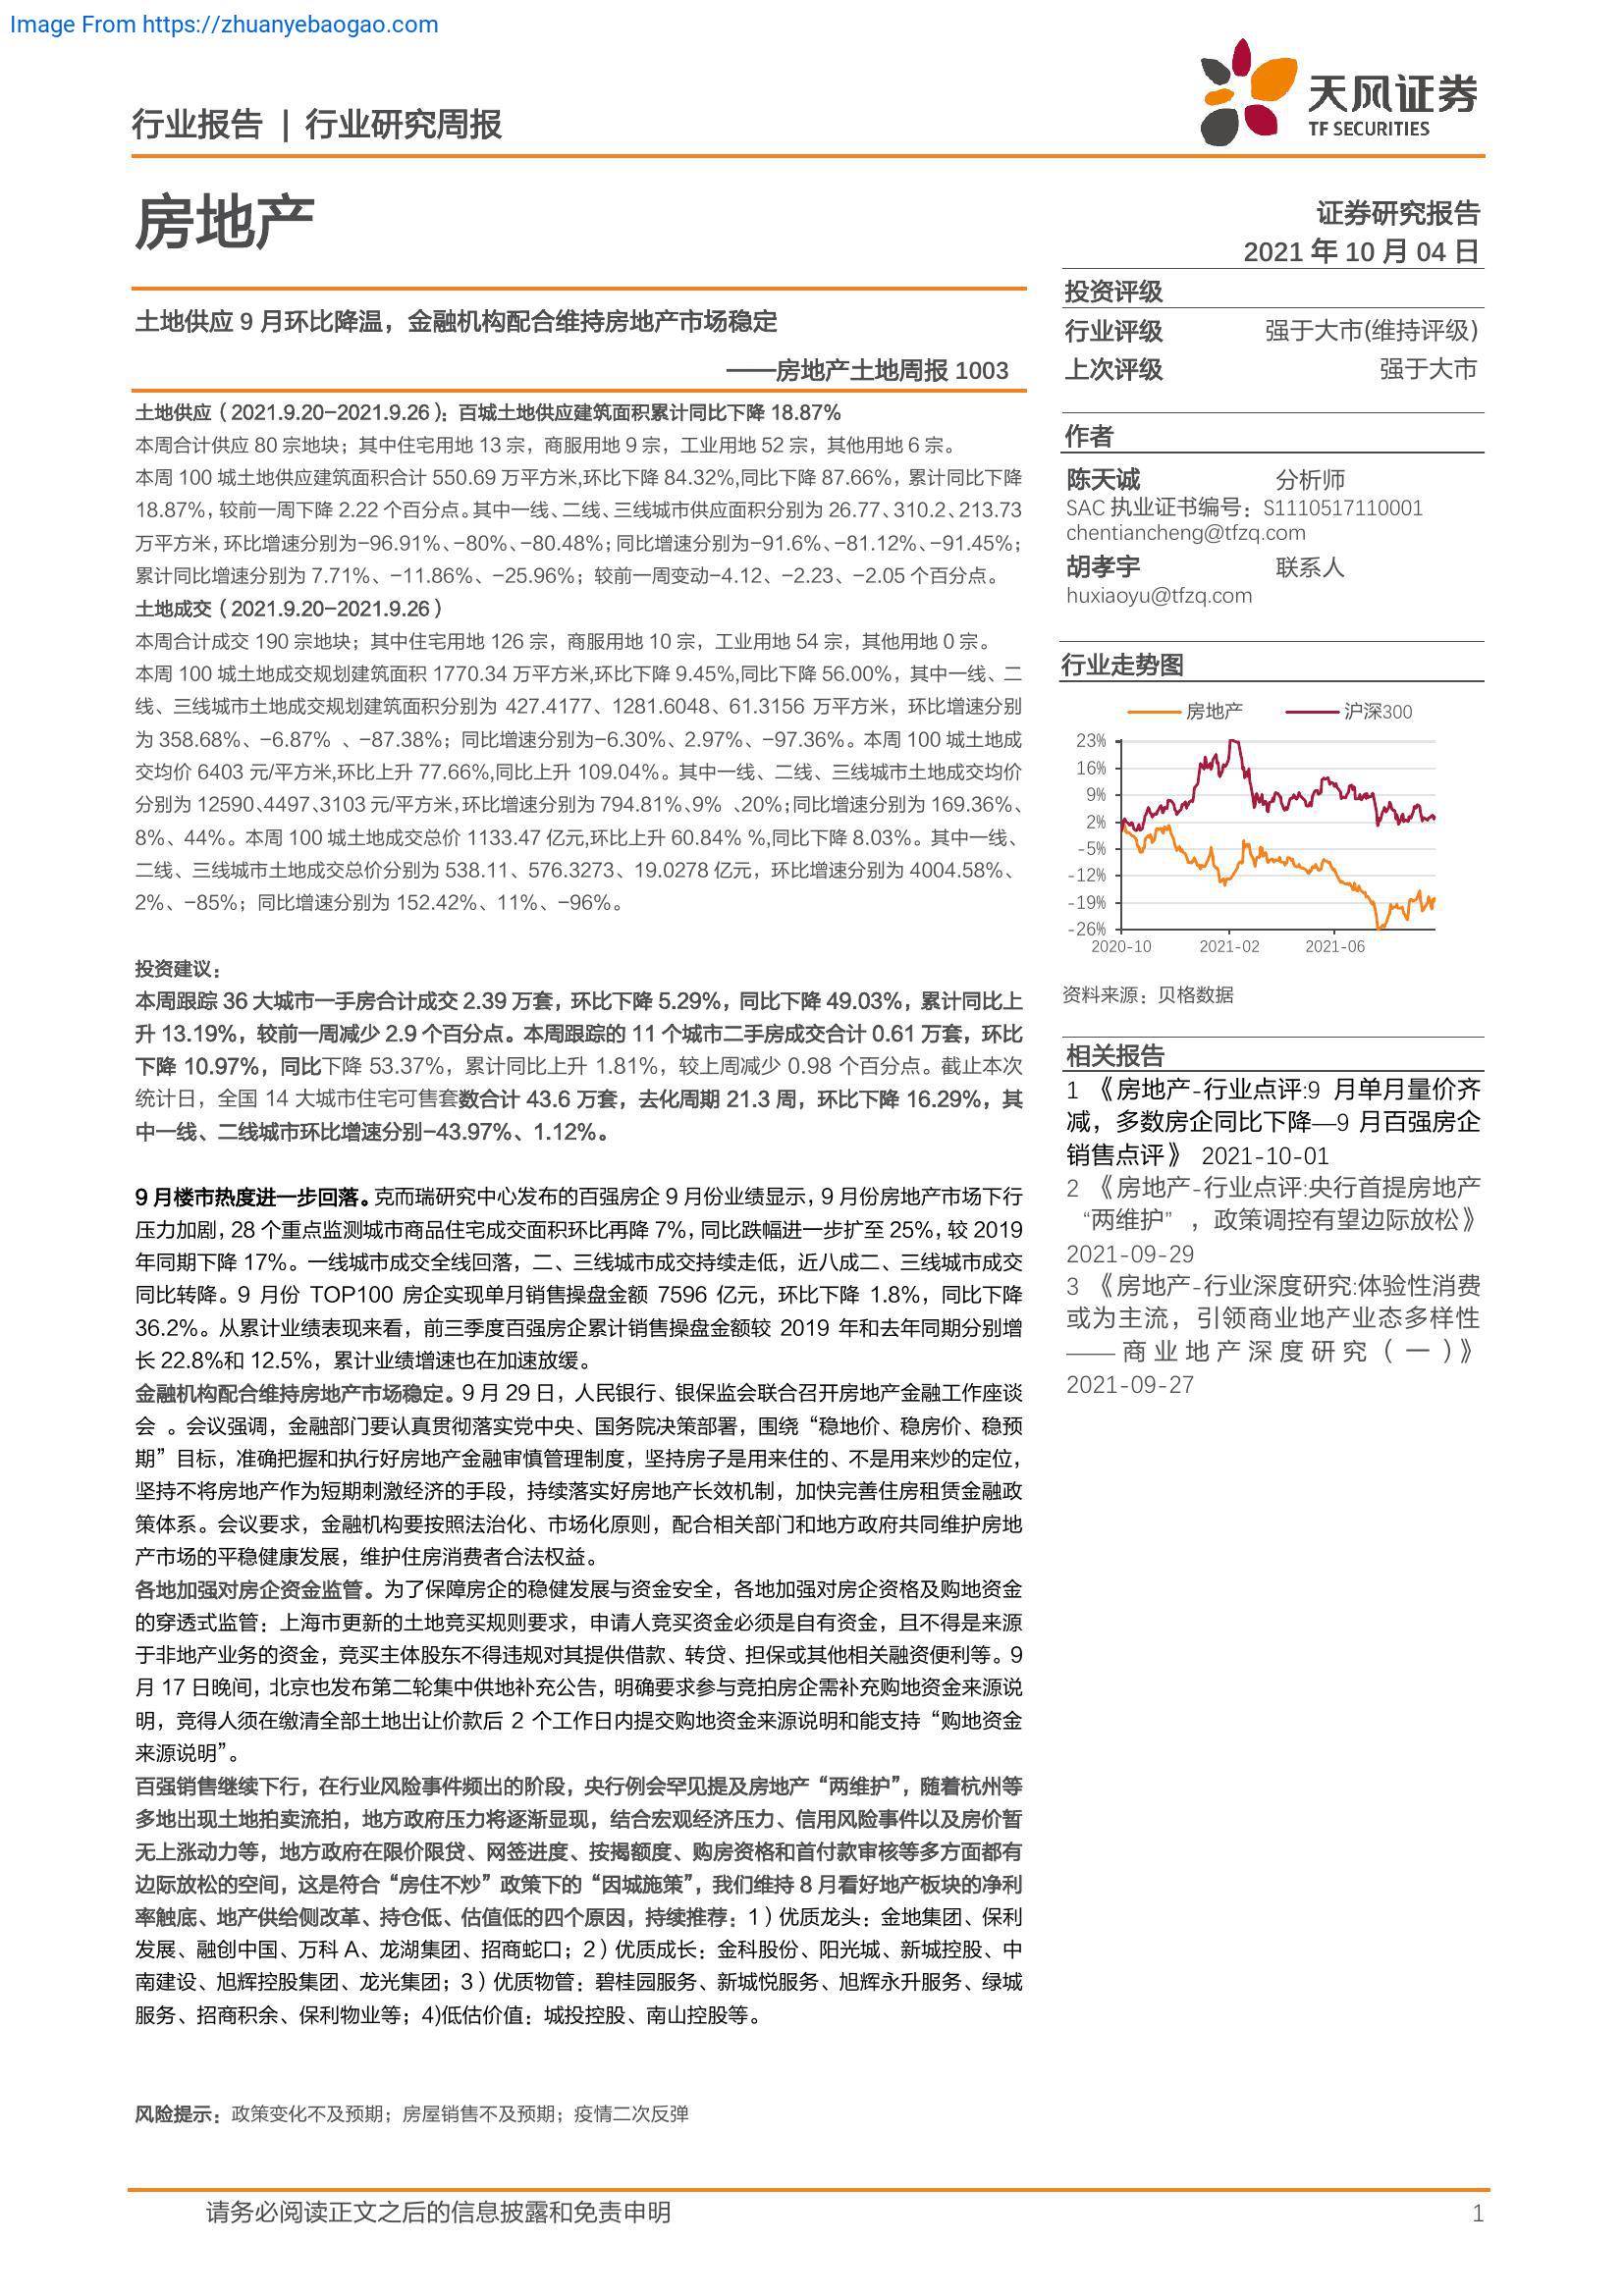 Image From https://zhuanyebaogao.com
行业报告 | 行业研究周报
天风证券
TF SECURITIES
房地产
证券研究报告
2021 年 10 月 04 日
土地供应 9 月环比降温，金融机构配合维持房地产市场稳定
——房地产土地周报 1003
土地供应（2021.9.20-2021.9.26）：百城土地供应建筑面积累计同比下降 18.87%
本周合计供应 80 宗地块；其中住宅用地 13 宗，商服用地 9 宗，工业用地 52 宗，其他用地 6 宗。
本周 100 城土地供应建筑面积合计 550.69 万平方米,环比下降 84.32%,同比下降 87.66%，累计同比下降
18.87%，较前一周下降 2.22 个百分点。其中一线、二线、三线城市供应面积分别为 26.77、310.2、213.73
万平方米，环比增速分别为-96.91%、-80%、-80.48%；同比增速分别为-91.6%、-81.12%、-91.45%；
累计同比增速分别为 7.71%、-11.86%、-25.96%；较前一周变动-4.12、-2.23、-2.05 个百分点。
土地成交（2021.9.20-2021.9.26）
本周合计成交 190 宗地块；其中住宅用地 126 宗，商服用地 10 宗，工业用地 54 宗，其他用地 0 宗。
本周 100 城土地成交规划建筑面积 1770.34 万平方米,环比下降 9.45%,同比下降 56.00%，其中一线、二
线、三线城市土地成交规划建筑面积分别为 427.4177、1281.6048、61.3156 万平方米，环比增速分别
为 358.68%、-6.87% 、-87.38%；同比增速分别为-6.30%、2.97%、-97.36%。本周 100 城土地成
交均价 6403 元/平方米,环比上升 77.66%,同比上升 109.04%。其中一线、二线、三线城市土地成交均价
分别为 12590、4497、3103 元/平方米，环比增速分别为 794.81%、9% 、20%；同比增速分别为 169.36%、
8%、44%。本周 100 城土地成交总价 1133.47 亿元,环比上升 60.84% %,同比下降 8.03%。其中一线、
二线、三线城市土地成交总价分别为 538.11、576.3273、19.0278 亿元，环比增速分别为 4004.58%、
2%、-85%；同比增速分别为 152.42%、11%、-96%。
投资建议：
本周跟踪 36 大城市一手房合计成交 2.39 万套，环比下降 5.29%，同比下降 49.03%，累计同比上
升 13.19%，较前一周减少 2.9 个百分点。本周跟踪的 11 个城市二手房成交合计 0.61 万套，环比
下降 10.97%，同比下降 53.37%，累计同比上升 1.81%，较上周减少 0.98 个百分点。截止本次
统计日，全国 14 大城市住宅可售套数合计 43.6 万套，去化周期 21.3 周，环比下降 16.29%，其
中一线、二线城市环比增速分别-43.97%、1.12%。
9 月楼市热度进一步回落。克而瑞研究中心发布的百强房企 9 月份业绩显示，9 月份房地产市场下行
压力加剧，28 个重点监测城市商品住宅成交面积环比再降 7%，同比跌幅进一步扩至 25%，较 2019
年同期下降 17%。一线城市成交全线回落，二、三线城市成交持续走低，近八成二、三线城市成交
同比转降。9 月份 TOP100 房企实现单月销售操盘金额 7596 亿元，环比下降 1.8%，同比下降
36.2%。从累计业绩表现来看，前三季度百强房企累计销售操盘金额较 2019 年和去年同期分别增
长 22.8%和 12.5%，累计业绩增速也在加速放缓。
金融机构配合维持房地产市场稳定。9 月 29 日，人民银行、银保监会联合召开房地产金融工作座谈
会 。会议强调，金融部门要认真贯彻落实党中央、国务院决策部署，围绕“稳地价、稳房价、稳预
期”目标，准确把握和执行好房地产金融审慎管理制度，坚持房子是用来住的、不是用来炒的定位，
坚持不将房地产作为短期刺激经济的手段，持续落实好房地产长效机制，加快完善住房租赁金融政
策体系。会议要求，金融机构要按照法治化、市场化原则，配合相关部门和地方政府共同维护房地
产市场的平稳健康发展，维护住房消费者合法权益。
各地加强对房企资金监管。为了保障房企的稳健发展与资金安全，各地加强对房企资格及购地资金
的穿透式监管：上海市更新的土地竞买规则要求，申请人竞买资金必须是自有资金，且不得是来源
于非地产业务的资金，竞买主体股东不得违规对其提供借款、转贷、担保或其他相关融资便利等。9
月 17 日晚间，北京也发布第二轮集中供地补充公告，明确要求参与竞拍房企需补充购地资金来源说
明，竞得人须在缴清全部土地出让价款后 2 个工作日内提交购地资金来源说明和能支持“购地资金
来源说明”。
百强销售继续下行，在行业风险事件频出的阶段，央行例会罕见提及房地产“两维护”，随着杭州等
多地出现土地拍卖流拍，地方政府压力将逐渐显现，结合宏观经济压力、信用风险事件以及房价暂
无上涨动力等，地方政府在限价限贷、网签进度、按揭额度、购房资格和首付款审核等多方面都有
边际放松的空间，这是符合“房住不炒”政策下的“因城施策”，我们维持 8 月看好地产板块的净利
率触底、地产供给侧改革、持仓低、估值低的四个原因，持续推荐：1）优质龙头：金地集团、保利
发展、融创中国、万科 A、龙湖集团、招商蛇口；2）优质成长：金科股份、阳光城、新城控股、中
南建设、旭辉控股集团、龙光集团；3）优质物管：碧桂园服务、新城悦服务、旭辉永升服务、绿城
服务、招商积余、保利物业等；4)低估价值：城投控股、南山控股等。
风险提示：政策变化不及预期；房屋销售不及预期；疫情二次反弹
投资评级
行业评级 强于大市(维持评级)
上次评级 强于大市
作者
陈天诚 分析师
SAC 执业证书编号：S1110517110001
chentiancheng@tfzq.com
胡孝宇 联系人
huxiaoyu@tfzq.com
行业走势图
房地产 沪深300
23%
16%
9%
2%
-5%
-12%
-19%
-26%
2020-10 2021-02 2021-06
资料来源：贝格数据
相关报告
1 《房地产-行业点评:9 月单月量价齐
减，多数房企同比下降—9 月百强房企
销售点评》 2021-10-01
2 《房地产-行业点评:央行首提房地产
“两维护” ，政策调控有望边际放松》
2021-09-29
3 《房地产-行业深度研究:体验性消费
或为主流，引领商业地产业态多样性
——商业地产深度研究（一）》
2021-09-27
请务必阅读正文之后的信息披露和免责申明 1